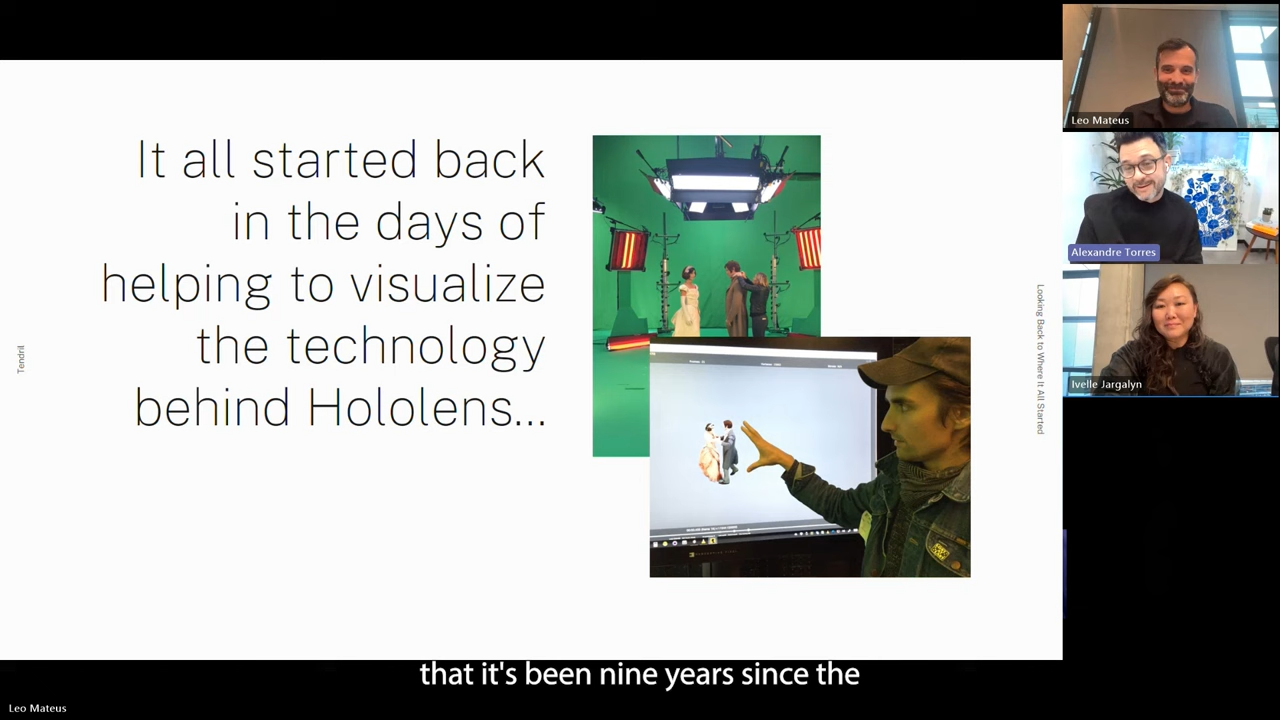 It all started back
in the days of
helping to visualize
the technology
behind Hololens...
Tendril
Looking Back to Where It All Started
Leo Mateus
Alexandre Torres
Ivelle Jargalyn
that it's been nine years since the
Leo Mateus